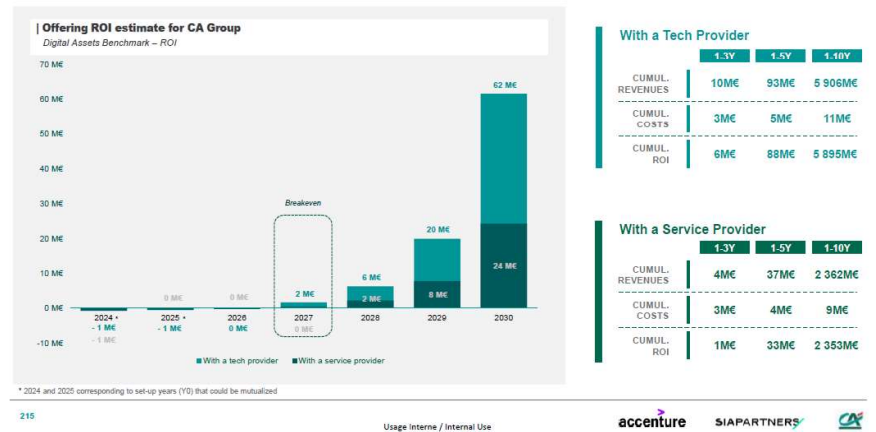 | Offering ROI estimate for CA Group
Digital Assets Benchmark – ROI
70 M€
60 M€
50 M€
40 M€
30 M€
20 M€
10 M€
0 M€
-10 M€
62 M€
Breakeven
20 M€
6 M€
24 M€
0 M€
0 M€
2 M€
2 M€
8 M€
2024 *
2025 *
2026
2027
2028
2029
2030
- 1 M€
- 1 M€
0 M€
0 M€
- 1 M€
With a tech provider
With a service provider
* 2024 and 2025 corresponding to set-up years (Y0) that could be mutualized
With a Tech Provider
1-3Y 1-5Y 1-10Y
CUMUL. REVENUES 10M€ 93M€ 5 906M€
CUMUL. COSTS 3M€ 5M€ 11M€
CUMUL. ROI 6M€ 88M€ 5 895M€
With a Service Provider
1-3Y 1-5Y 1-10Y
CUMUL. REVENUES 4M€ 37M€ 2 362M€
CUMUL. COSTS 3M€ 4M€ 9M€
CUMUL. ROI 1M€ 33M€ 2 353M€
215
Usage Interne / Internal Use
accenture
SIAPARTNERS
CA